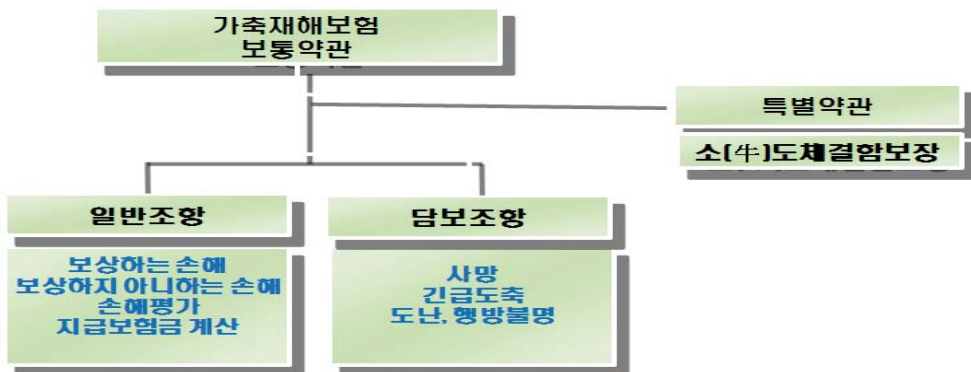 가축재해보험
보통약관
특별약관
소(牛)도체결함보장
일반조항
보상하는 손해
보상하지 아니하는 손해
손해평가
지급보험금 계산
담보조항
사망
긴급도축
도난, 행방불명